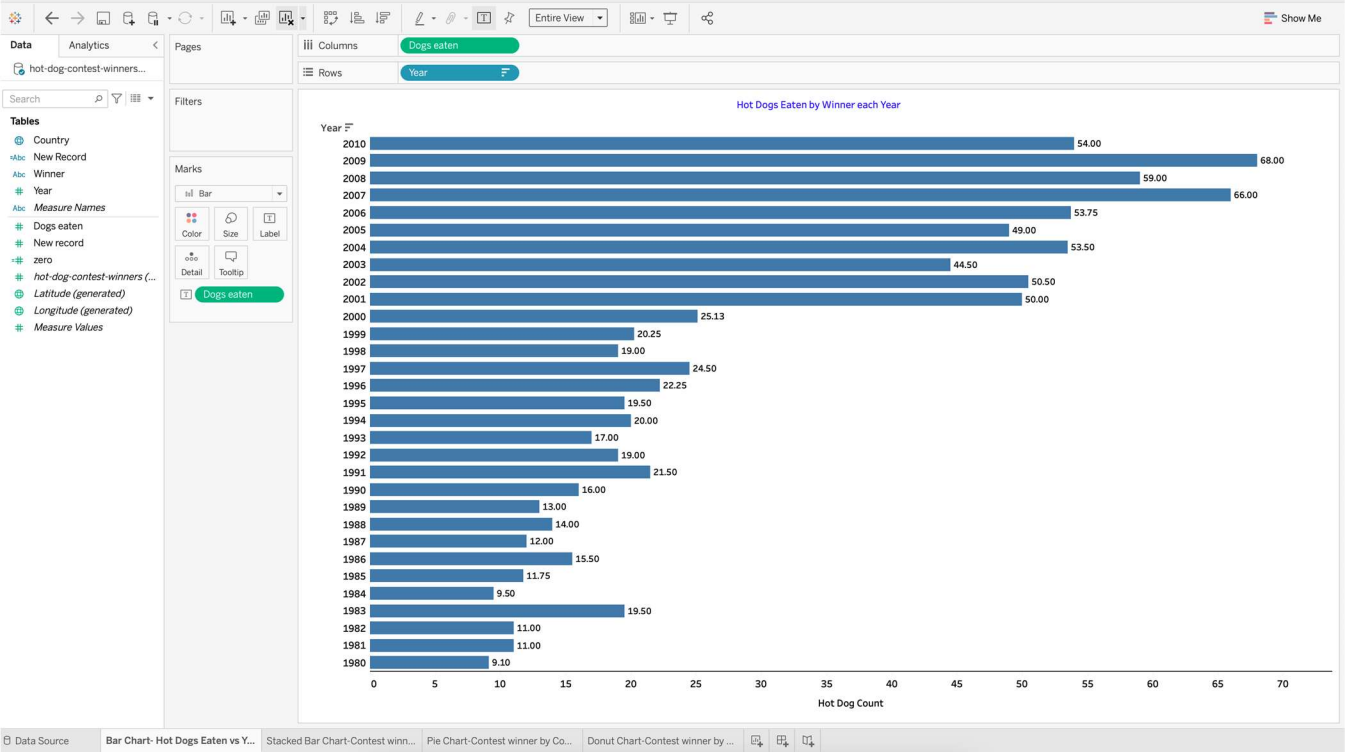 Entire View
Show Me
Data
Analytics
hot-dog-contest-winners...
Search
Tables
Country
=Abc New Record
Abc Winner
# Year
Abc Measure Names
# Dogs eaten
# New record
=# zero
# hot-dog-contest-winners (...
Latitude (generated)
Longitude (generated)
# Measure Values
Pages
Filters
Marks
Bar
Color
Size
T
Label
Detail
Tooltip
T Dogs eaten
Columns
Dogs eaten
Rows
Year
Hot Dogs Eaten by Winner each Year
Year
2010 54.00
2009 68.00
2008 59.00
2007 66.00
2006 53.75
2005 49.00
2004 53.50
2003 44.50
2002 50.50
2001 50.00
2000 25.13
1999 20.25
1998 19.00
1997 24.50
1996 22.25
1995 19.50
1994 20.00
1993 17.00
1992 19.00
1991 21.50
1990 16.00
1989 13.00
1988 14.00
1987 12.00
1986 15.50
1985 11.75
1984 9.50
1983 19.50
1982 11.00
1981 11.00
1980 9.10
0 5 10 15 20 25 30 35 40 45 50 55 60 65 70
Hot Dog Count
Data Source
Bar Chart- Hot Dogs Eaten vs Y...
Stacked Bar Chart-Contest winn...
Pie Chart-Contest winner by Co...
Donut Chart-Contest winner by ...